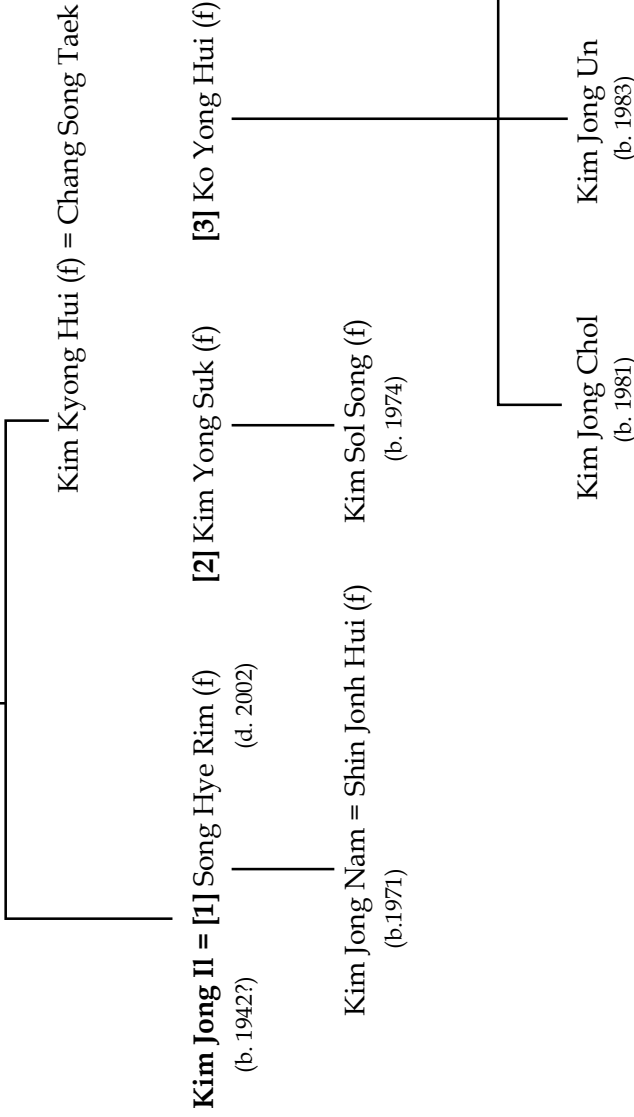 Kim Kyong Hui (f) = Chang Song Taek
Kim Jong Il = [1] Song Hye Rim (f)
(b. 1942?)
(d. 2002)
[2] Kim Yong Suk (f)
[3] Ko Yong Hui (f)
Kim Jong Nam = Shin Jonh Hui (f)
(b.1971)
Kim Sol Song (f)
(b. 1974)
Kim Jong Chol
(b. 1981)
Kim Jong Un
(b. 1983)